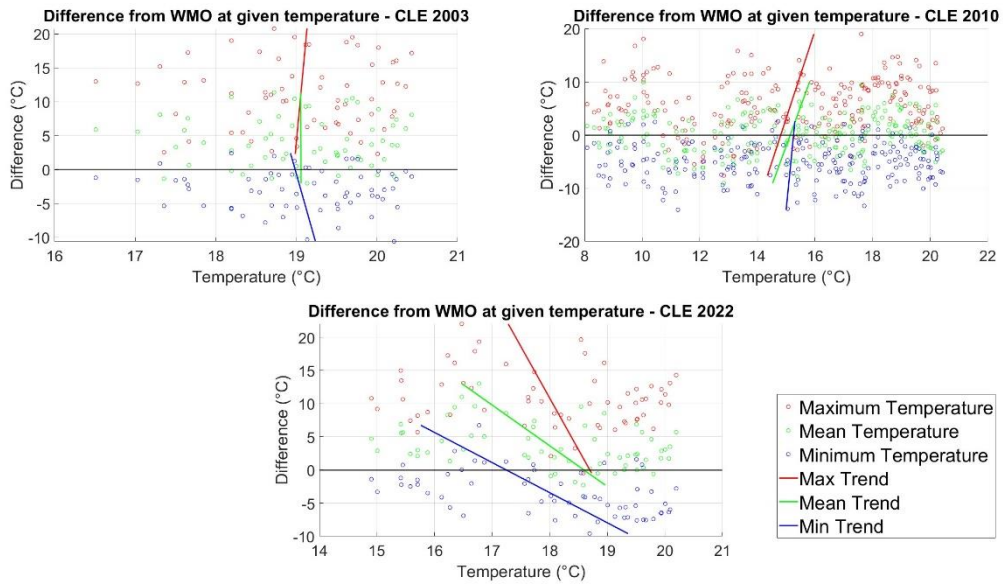 Difference from WMO at given temperature - CLE 2003
20
15
10
5
0
-5
-10
Difference (°C)
16 17 18 19 20 21
Temperature (°C)
Difference from WMO at given temperature - CLE 2010
20
10
0
-10
-20
Difference (°C)
8 10 12 14 16 18 20 22
Temperature (°C)
Difference from WMO at given temperature - CLE 2022
20
15
10
5
0
-5
-10
Difference (°C)
14 15 16 17 18 19 20 21
Temperature (°C)
Maximum Temperature
Mean Temperature
Minimum Temperature
Max Trend
Mean Trend
Min Trend